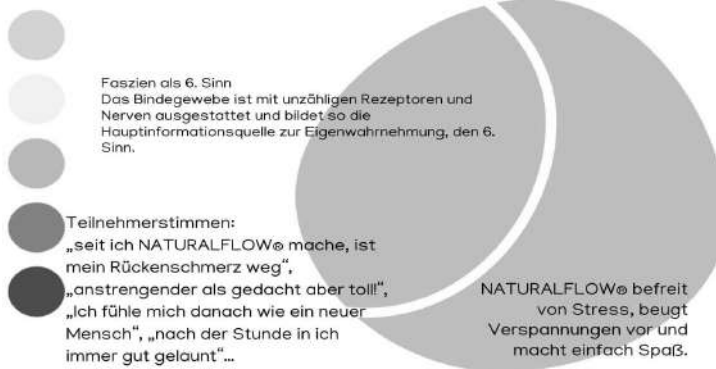 Faszien als 6. Sinn
Das Bindegewebe ist mit unzähligen Rezeptoren und
Nerven ausgestattet und bildet so die
Hauptinformationsquelle zur Eigenwahrnehmung, den 6.
Sinn.
Teilnehmerstimmen:
„seit ich NATURALFLOW® mache, ist
mein Rückenschmerz weg“,
„anstrengender als gedacht aber toll!“,
„Ich fühle mich danach wie ein neuer
Mensch“, „nach der Stunde in ich
immer gut gelaunt“...
NATURALFLOW® befreit
von Stress, beugt
Verspannungen vor und
macht einfach Spaß.